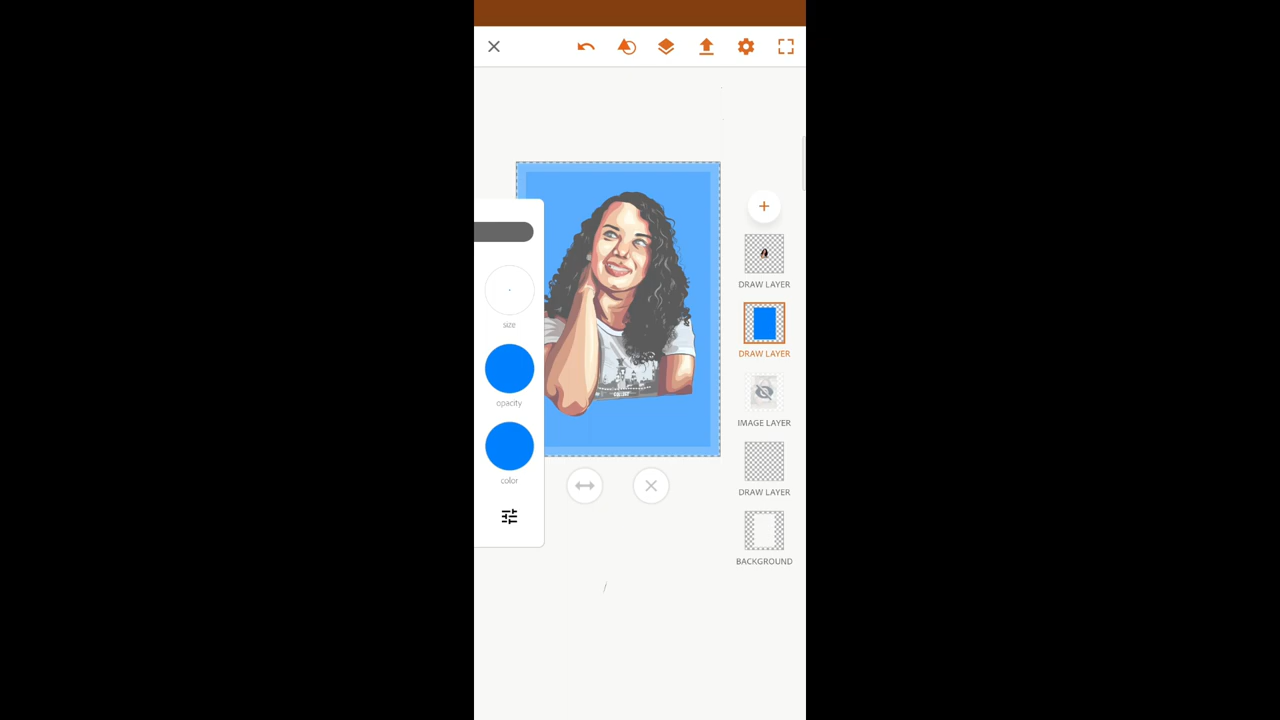 DRAW LAYER
size
DRAW LAYER
opacity
IMAGE LAYER
color
DRAW LAYER
BACKGROUND